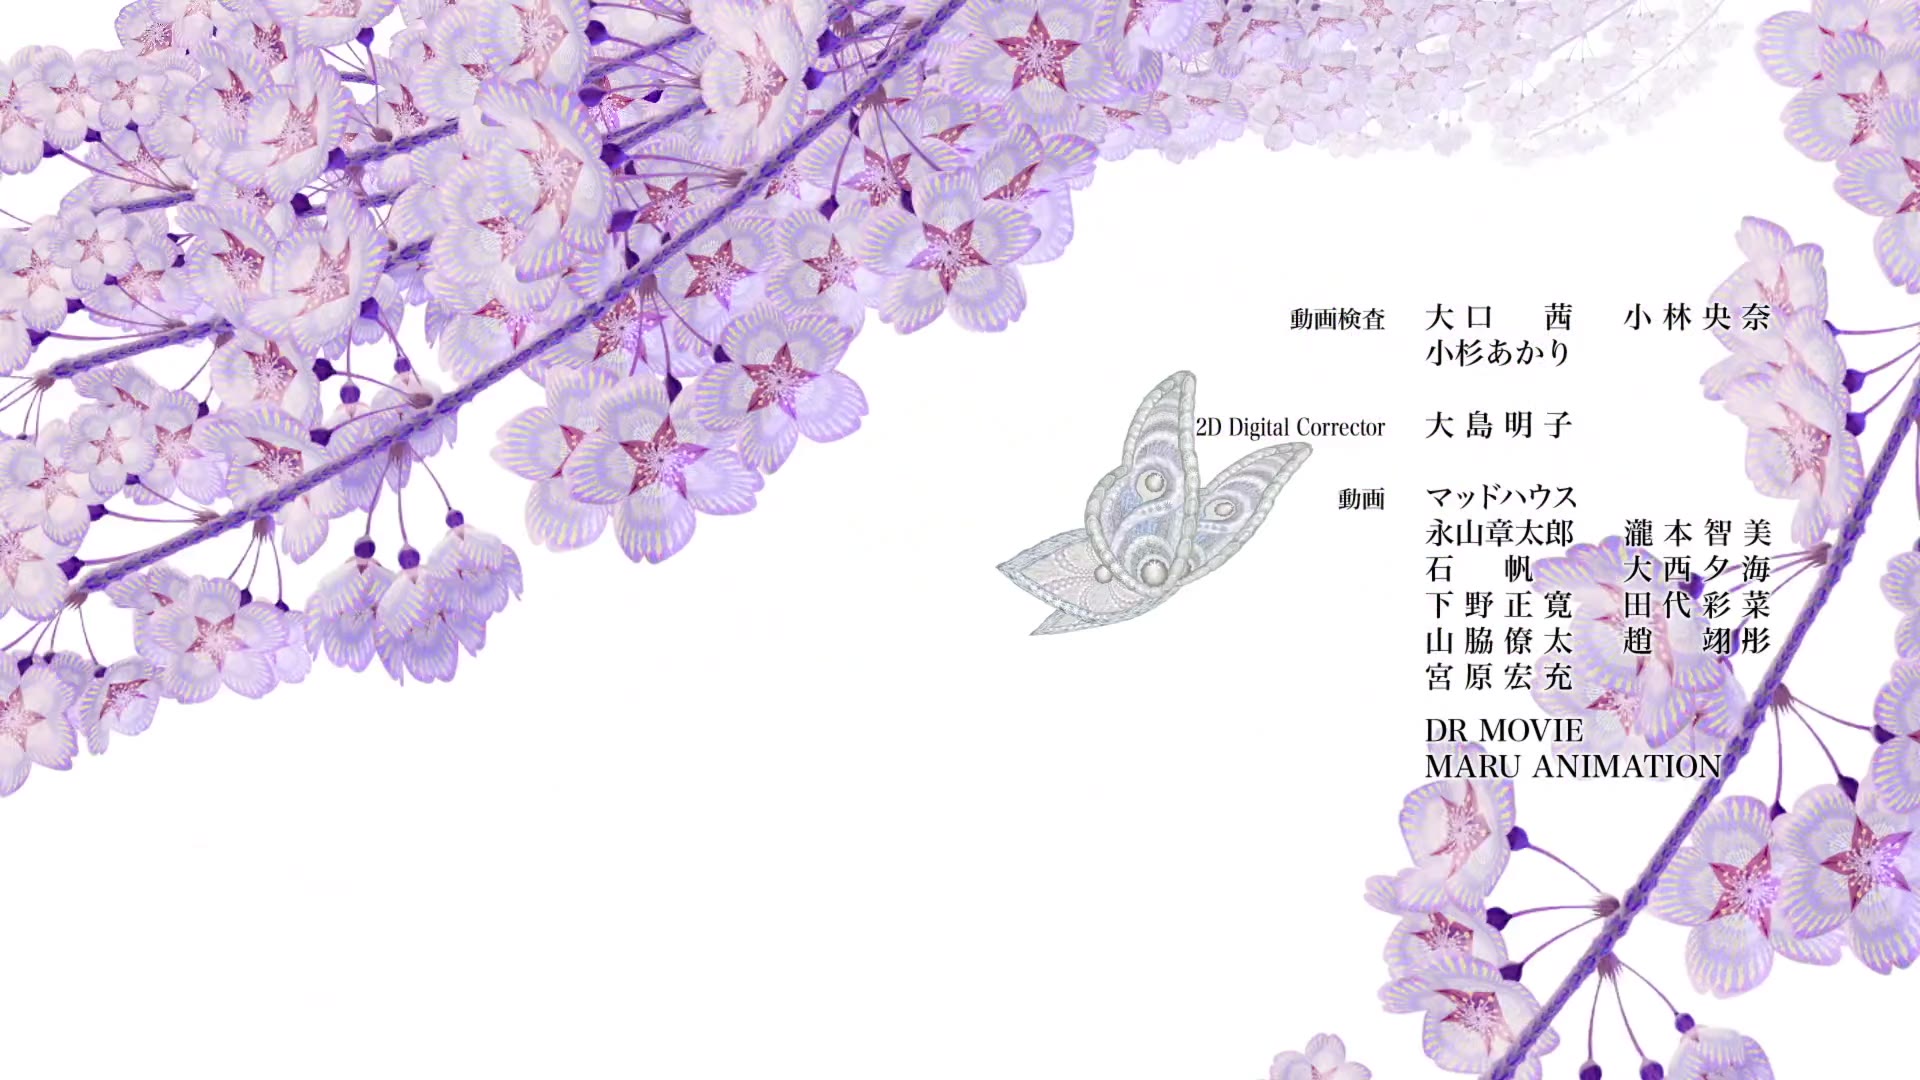 動画検査 大口 茜 小林央奈
小杉あかり
2D Digital Corrector 大島明子
動画 マッドハウス
永山章太郎 瀧本智美
石 帆 大西夕海
下野正寛 田代彩菜
山脇僚太 趙 翊彤
宮原宏充
DR MOVIE
MARU ANIMATION